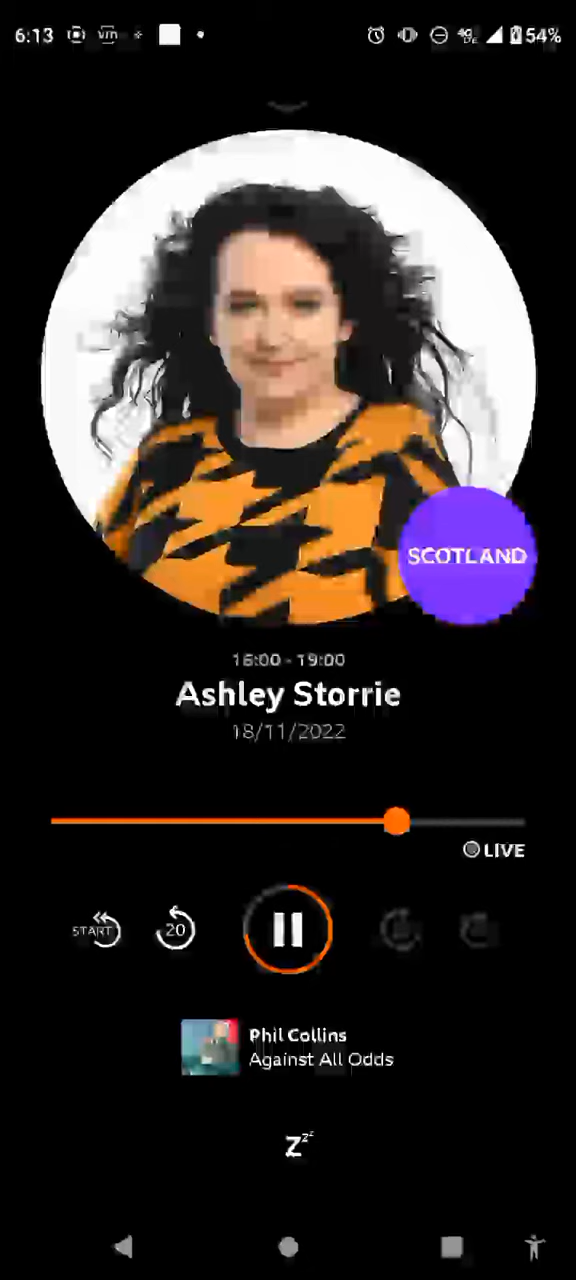 6:13
54%
SCOTLAND
16:00 - 19:00
Ashley Storrie
18/11/2022
LIVE
START
20
Phil Collins
Against All Odds
Zzz